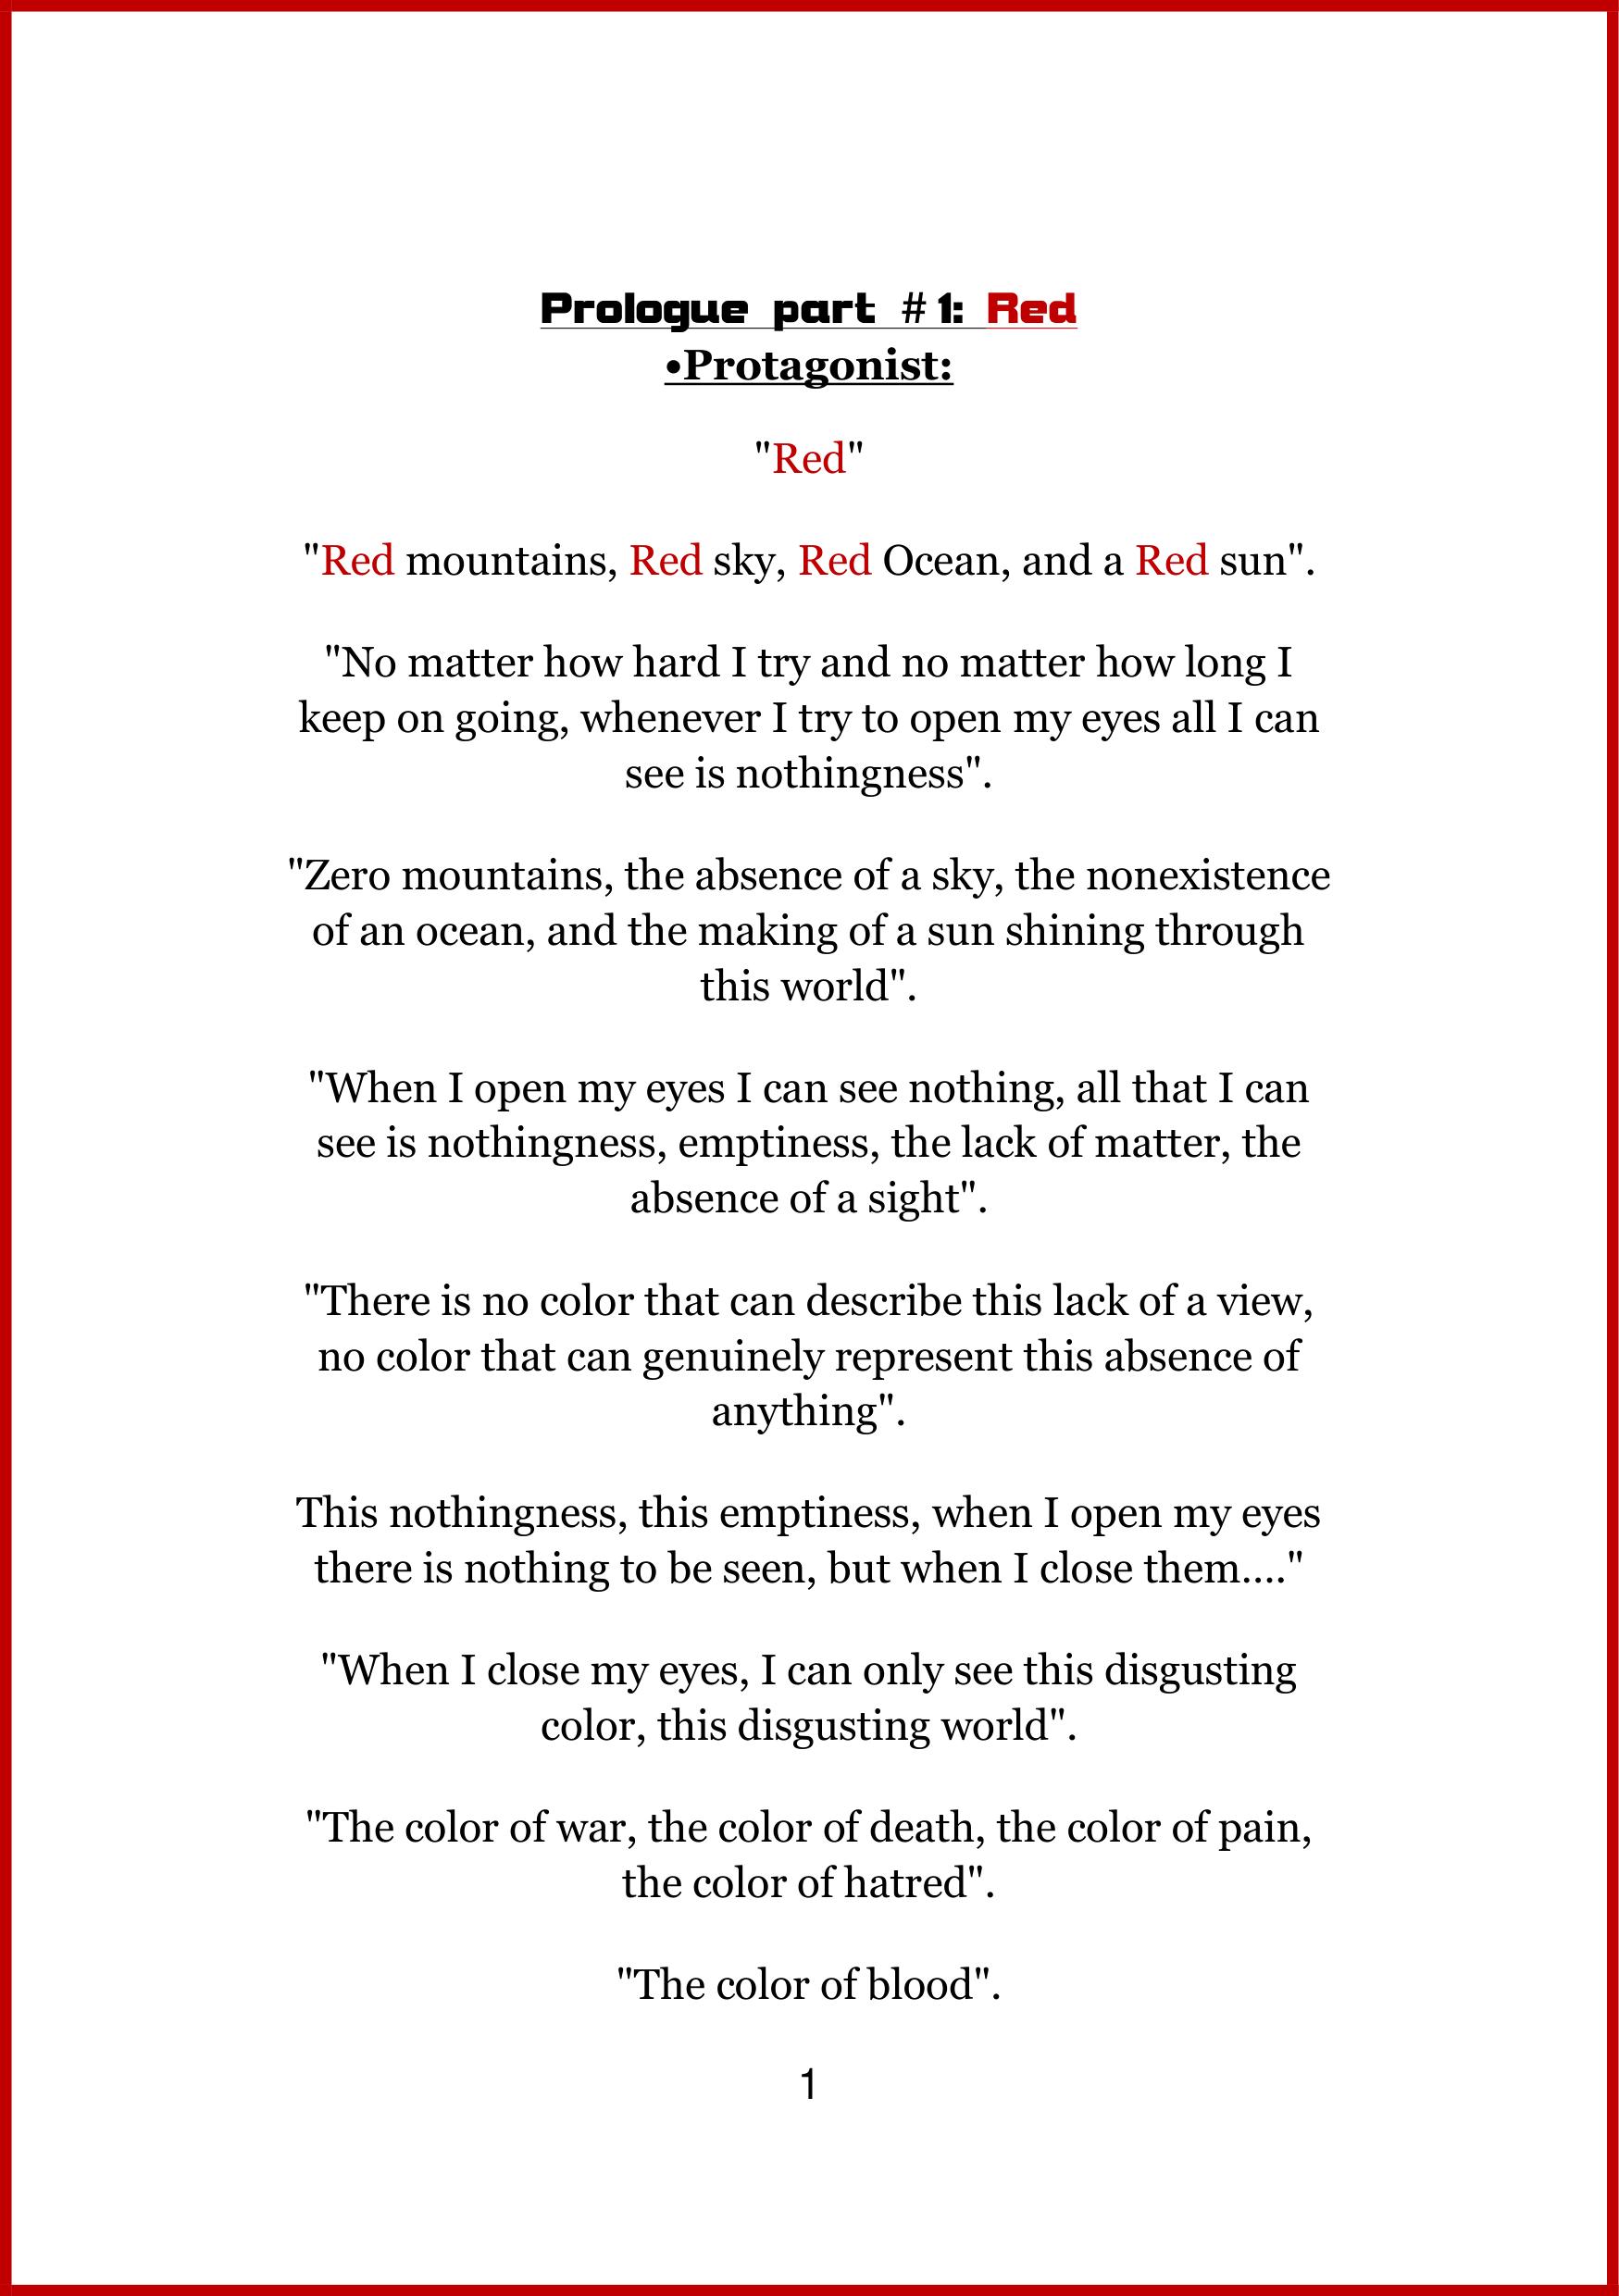 Prologue part #1: Red
•Protagonist:
"Red"
"Red mountains, Red sky, Red Ocean, and a Red sun".
"No matter how hard I try and no matter how long I
keep on going, whenever I try to open my eyes all I can
see is nothingness".
"Zero mountains, the absence of a sky, the nonexistence
of an ocean, and the making of a sun shining through
this world".
"When I open my eyes I can see nothing, all that I can
see is nothingness, emptiness, the lack of matter, the
absence of a sight".
"There is no color that can describe this lack of a view,
no color that can genuinely represent this absence of
anything".
This nothingness, this emptiness, when I open my eyes
there is nothing to be seen, but when I close them...."
"When I close my eyes, I can only see this disgusting
color, this disgusting world".
"The color of war, the color of death, the color of pain,
the color of hatred".
"The color of blood".
1